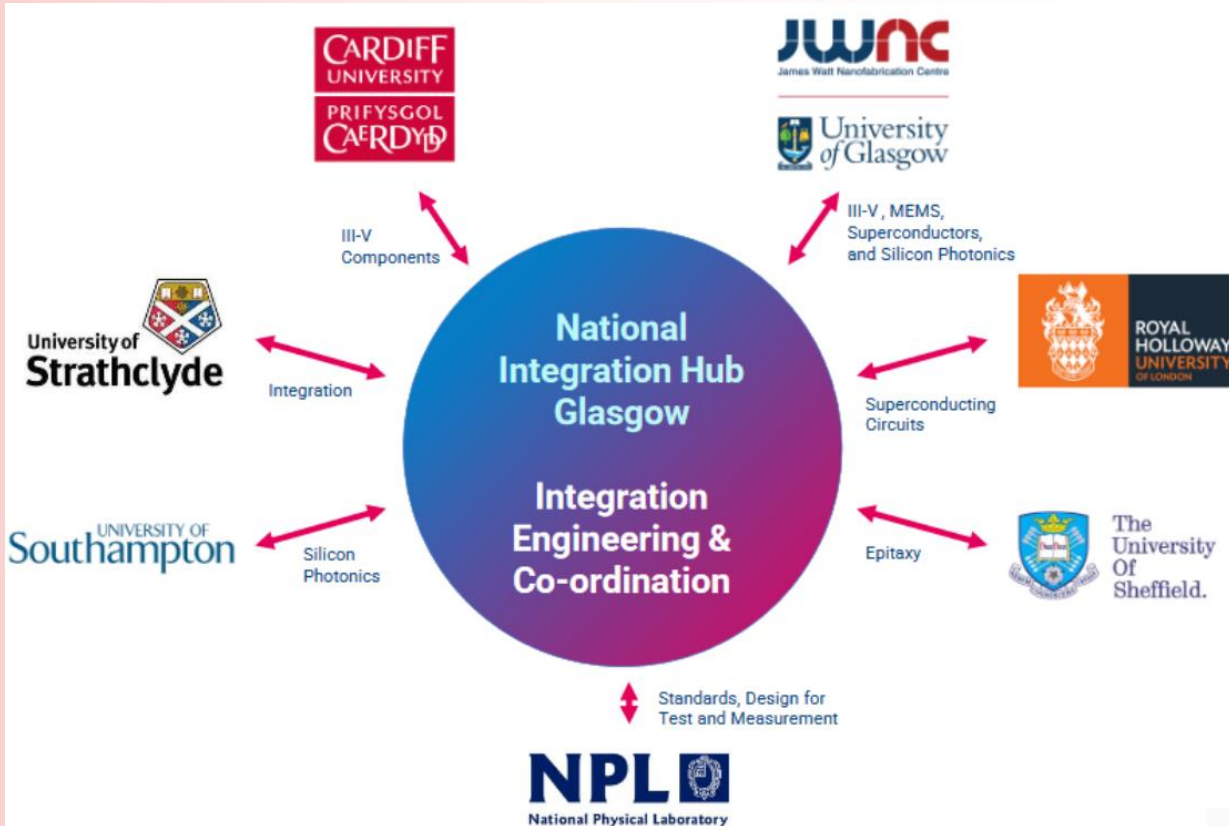 CARDIFF
UNIVERSITY
PRIFYSGOL
CAERDYDD
JWNC
James Watt Nanofabrication Centre
University
of Glasgow
III-V
Components
III-V , MEMS,
Superconductors,
and Silicon Photonics
University of
Strathclyde
Integration
National
Integration Hub
Glasgow
Integration
Engineering &
Co-ordination
ROYAL
HOLLOWAY
UNIVERSITY
OF LONDON
Superconducting
Circuits
UNIVERSITY OF
Southampton
Silicon
Photonics
Epitaxy
The
University
Of
Sheffield.
Standards, Design for
Test and Measurement
NPL
National Physical Laboratory